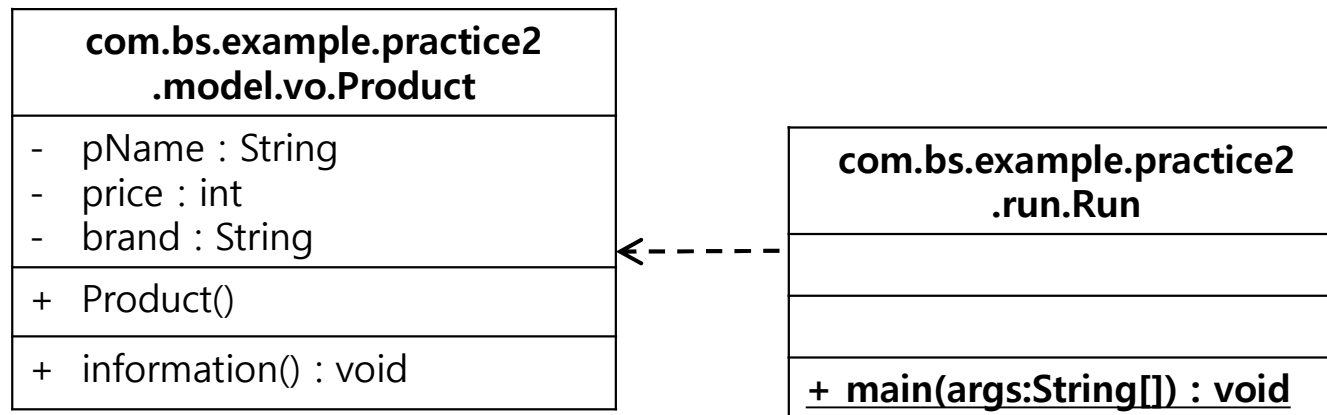 com.bs.example.practice2
.model.vo.Product
- pName : String
- price : int
- brand : String
+ Product()
+ information() : void
com.bs.example.practice2
.run.Run
+ main(args:String[]) : void